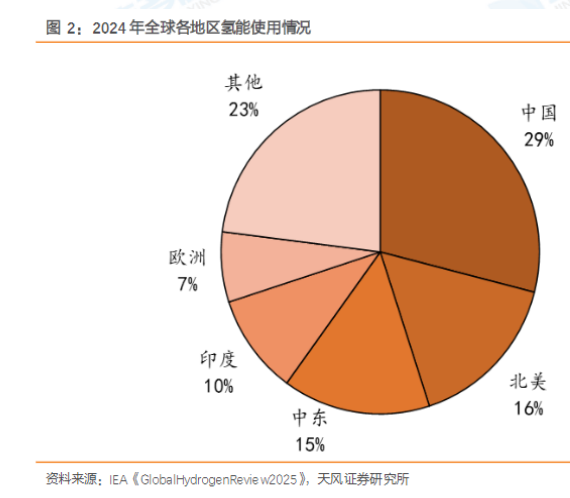 图 2：2024 年全球各地区氢能使用情况
其他
23%
中国
29%
欧洲
7%
印度
10%
北美
16%
中东
15%
资料来源：IEA《GlobalHydrogenReview2025》，天风证券研究所